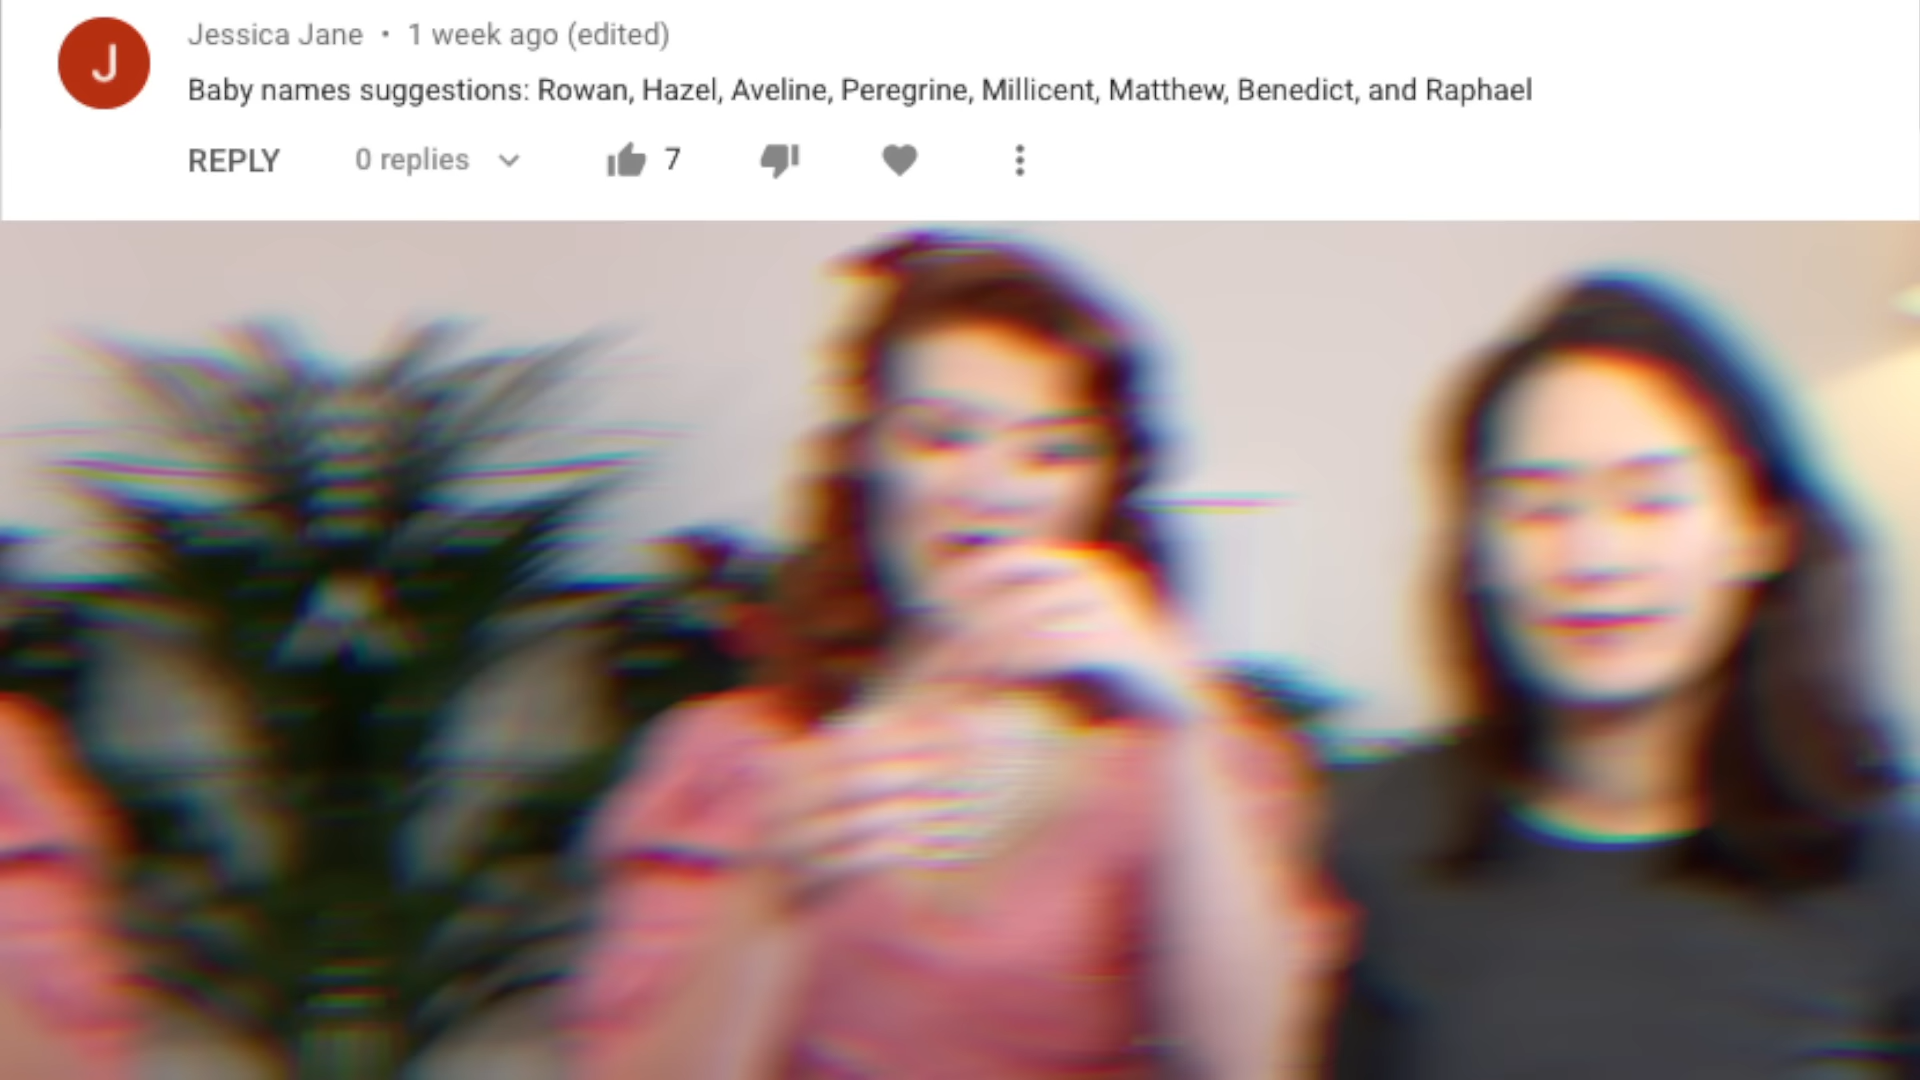 J
Jessica Jane • 1 week ago (edited)
Baby names suggestions: Rowan, Hazel, Aveline, Peregrine, Millicent, Matthew, Benedict, and Raphael
REPLY 0 replies 7